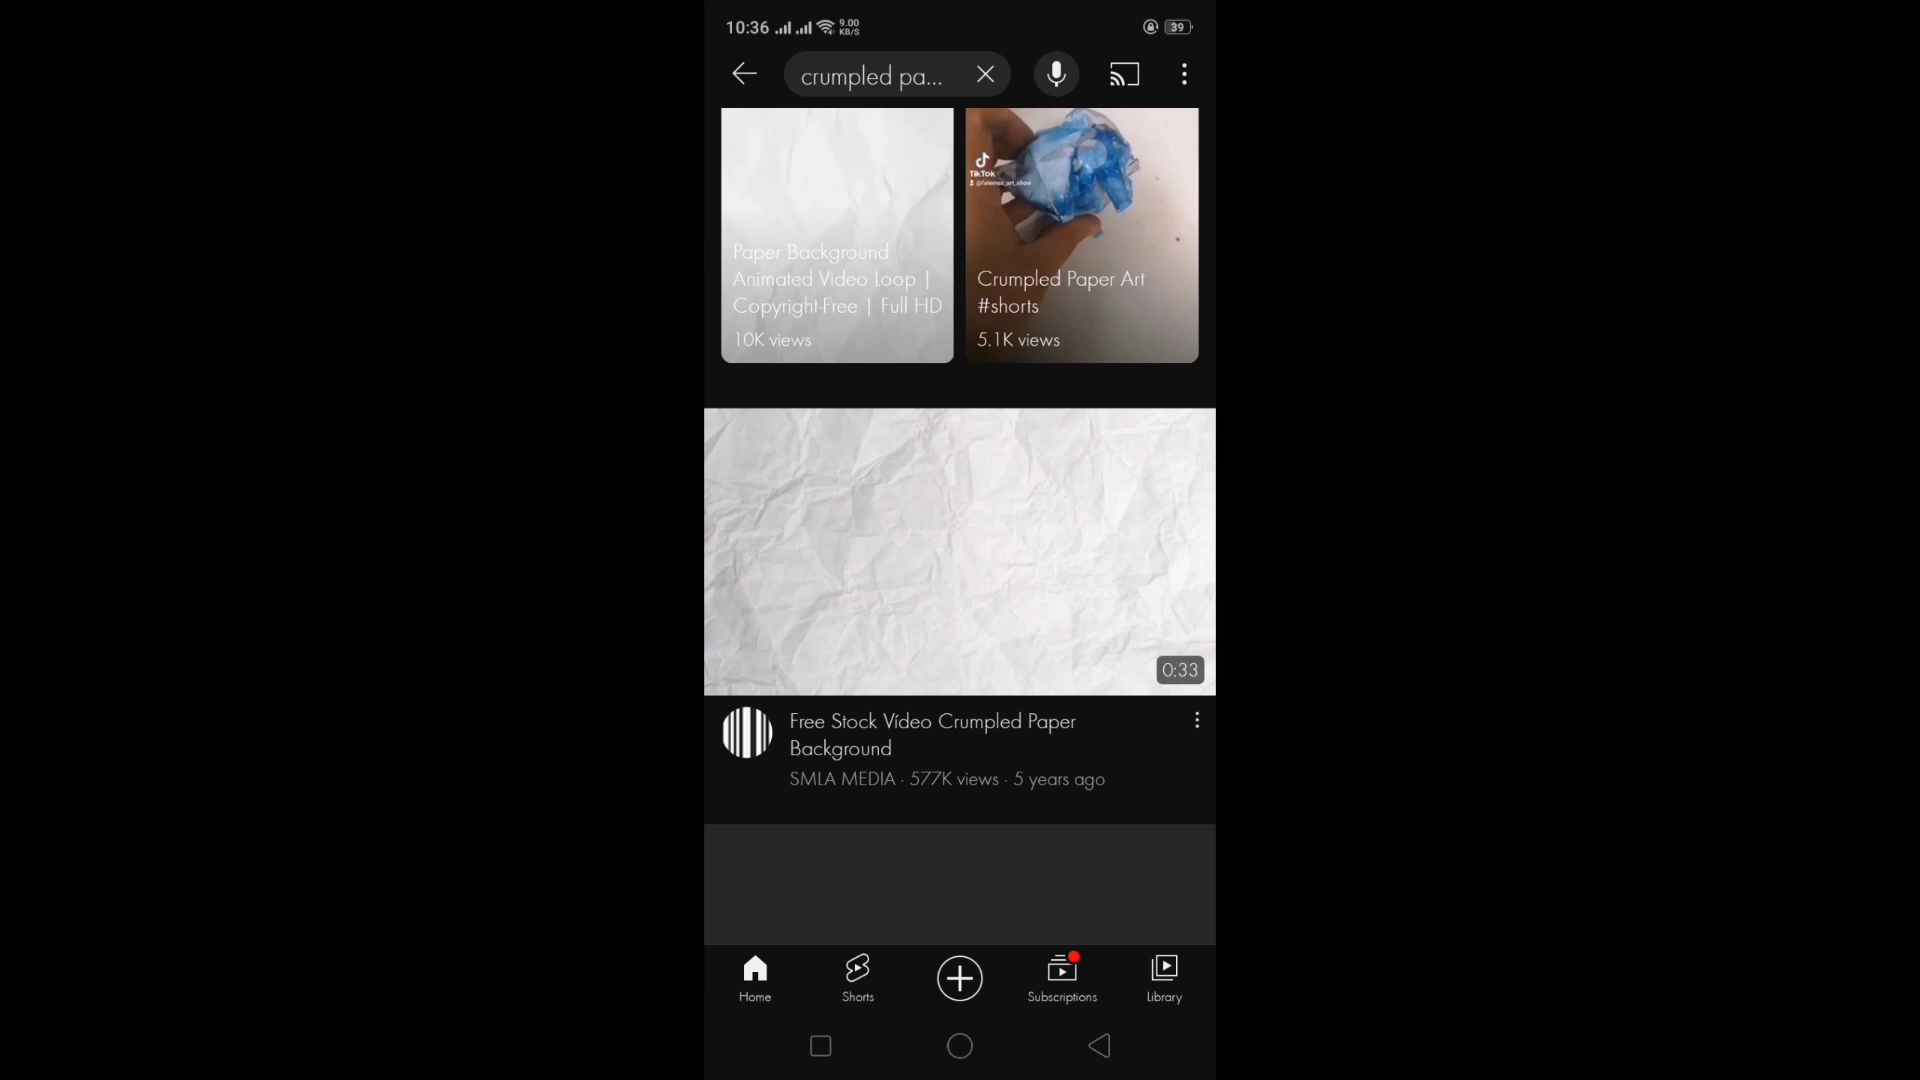 10:36
9.00
KB/S
39
crumpled pa...
Paper Background
Animated Video Loop |
Copyright-Free | Full HD
10K views
TikTok
@fatemas_art_show
Crumpled Paper Art
#shorts
5.1K views
0:33
Free Stock Vídeo Crumpled Paper
Background
SMLA MEDIA · 577K views · 5 years ago
Home
Shorts
Subscriptions
Library